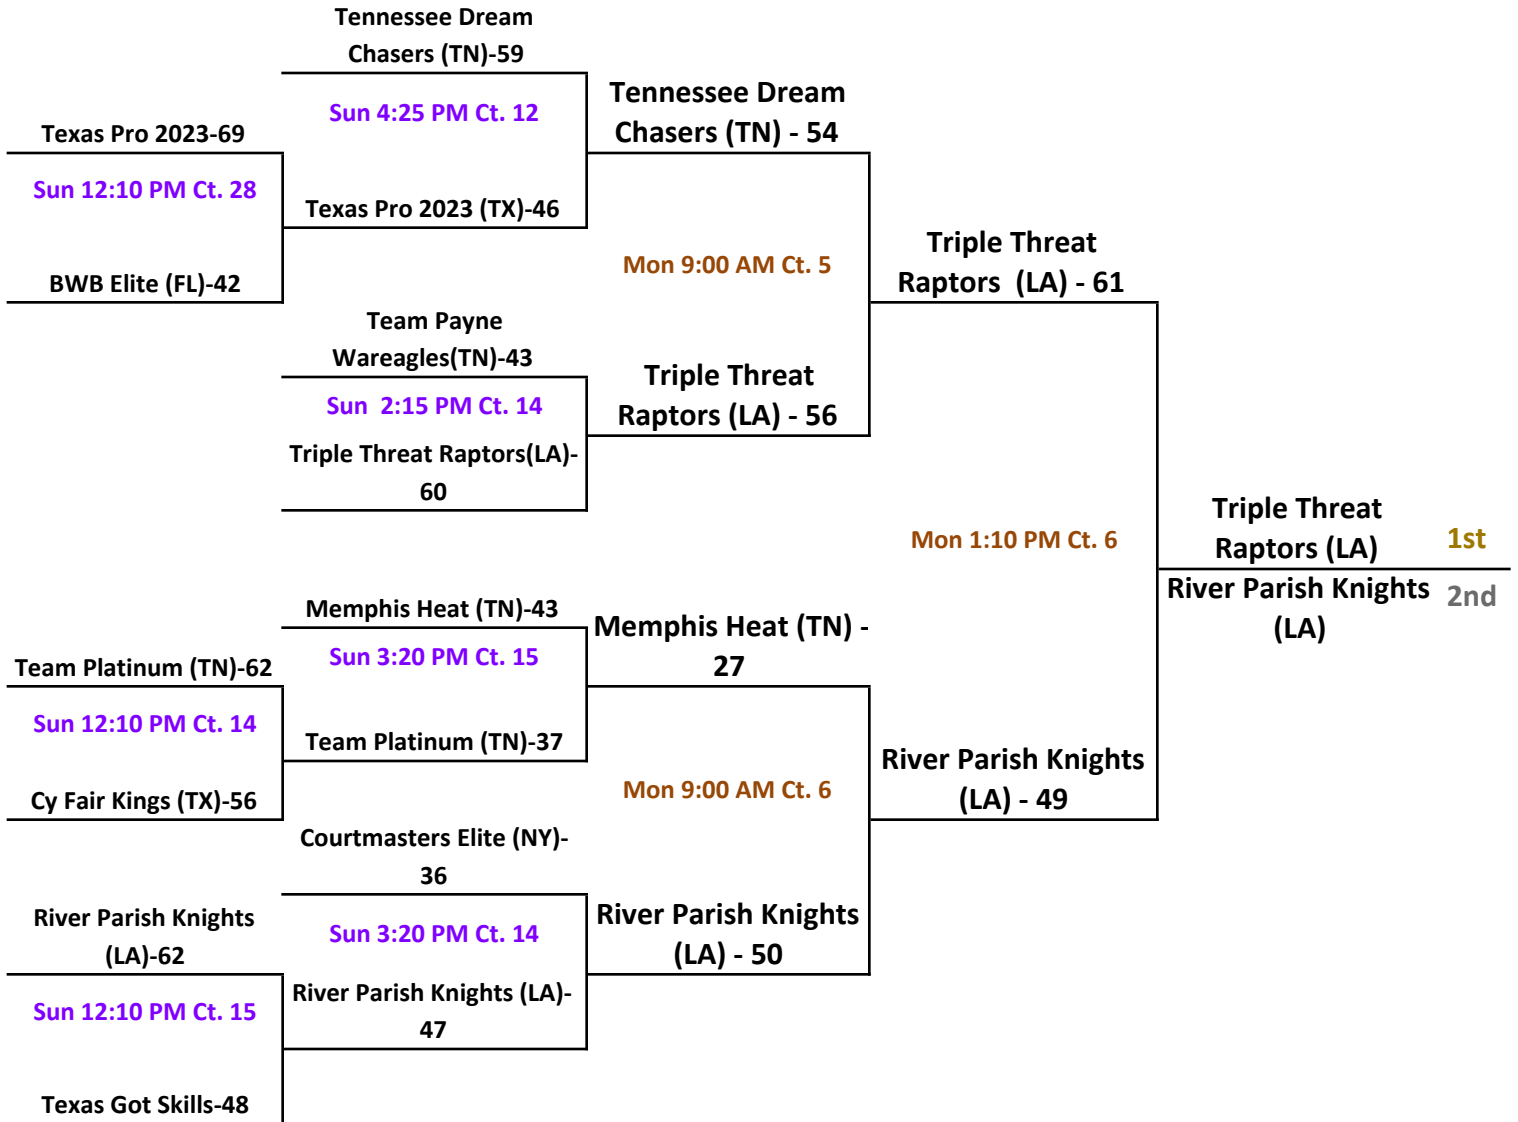 Tennessee Dream
Chasers (TN)-59
Sun 4:25 PM Ct. 12
Texas Pro 2023-69
Sun 12:10 PM Ct. 28
Texas Pro 2023 (TX)-46
BWB Elite (FL)-42
Tennessee Dream
Chasers (TN) - 54
Mon 9:00 AM Ct. 5
Team Payne
Wareagles(TN)-43
Sun  2:15 PM Ct. 14
Triple Threat Raptors(LA)-
60
Triple Threat
Raptors (LA) - 56
Triple Threat
Raptors  (LA) - 61
Mon 1:10 PM Ct. 6
Triple Threat
Raptors (LA)
1st
River Parish Knights
(LA)
2nd
Memphis Heat (TN)-43
Sun 3:20 PM Ct. 15
Team Platinum (TN)-62
Sun 12:10 PM Ct. 14
Team Platinum (TN)-37
Cy Fair Kings (TX)-56
Memphis Heat (TN) -
27
Mon 9:00 AM Ct. 6
River Parish Knights
(LA) - 49
Courtmasters Elite (NY)-
36
Sun 3:20 PM Ct. 14
River Parish Knights
(LA) - 50
River Parish Knights
(LA)-62
Sun 12:10 PM Ct. 15
River Parish Knights (LA)-
47
Texas Got Skills-48